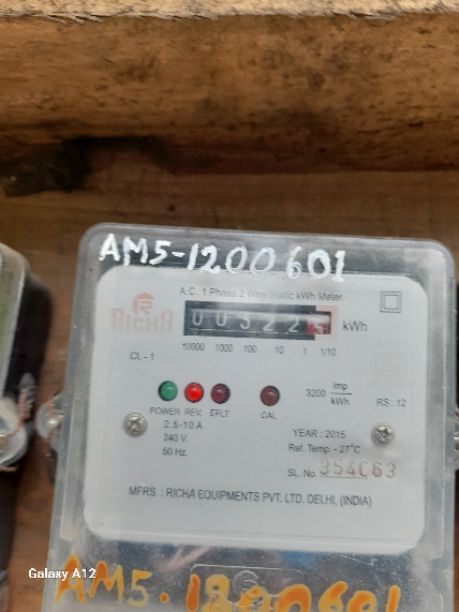 AM5-1200601
A.C. 1 Phase 2 Wire Static kWh Meter
RICHA
00322 kWh
10000 1000 100 10 1 1/10
CL - 1
3200 Imp/kWh
RS : 12
POWER REV. EFLT CAL
2.5-10 A
240 V
50 Hz.
YEAR : 2015
Ref. Temp. - 27°C
SL. No.
MFRS. : RICHA EQUIPMENTS PVT. LTD. DELHI, (INDIA)
Galaxy A12
AM5.1200601